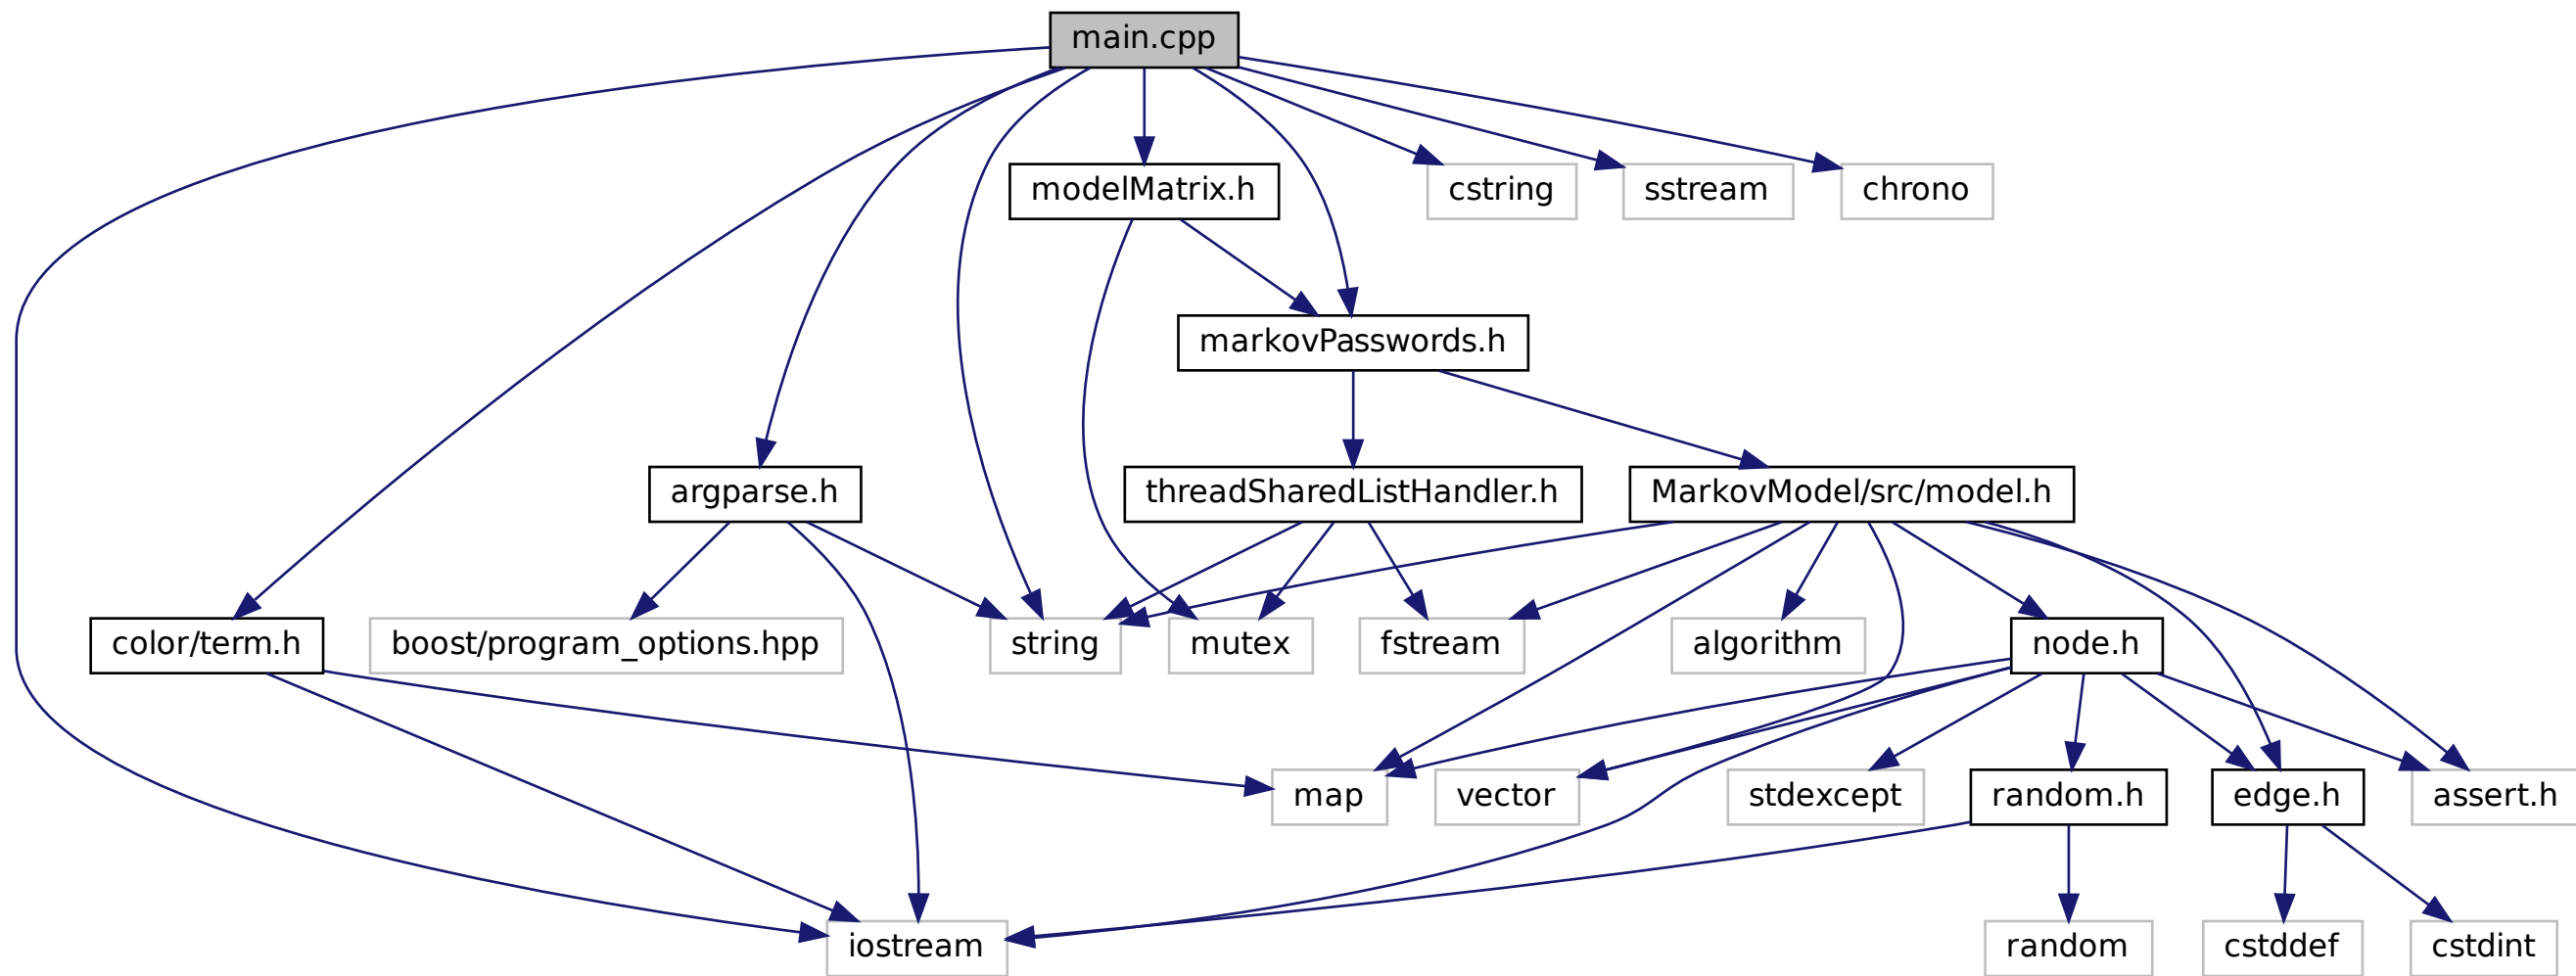 main.cpp
modelMatrix.h
cstring
sstream
chrono
markovPasswords.h
argparse.h
threadSharedListHandler.h
MarkovModel/src/model.h
color/term.h
boost/program_options.hpp
string
mutex
fstream
algorithm
node.h
map
vector
stdexcept
random.h
edge.h
assert.h
iostream
random
cstddef
cstdint